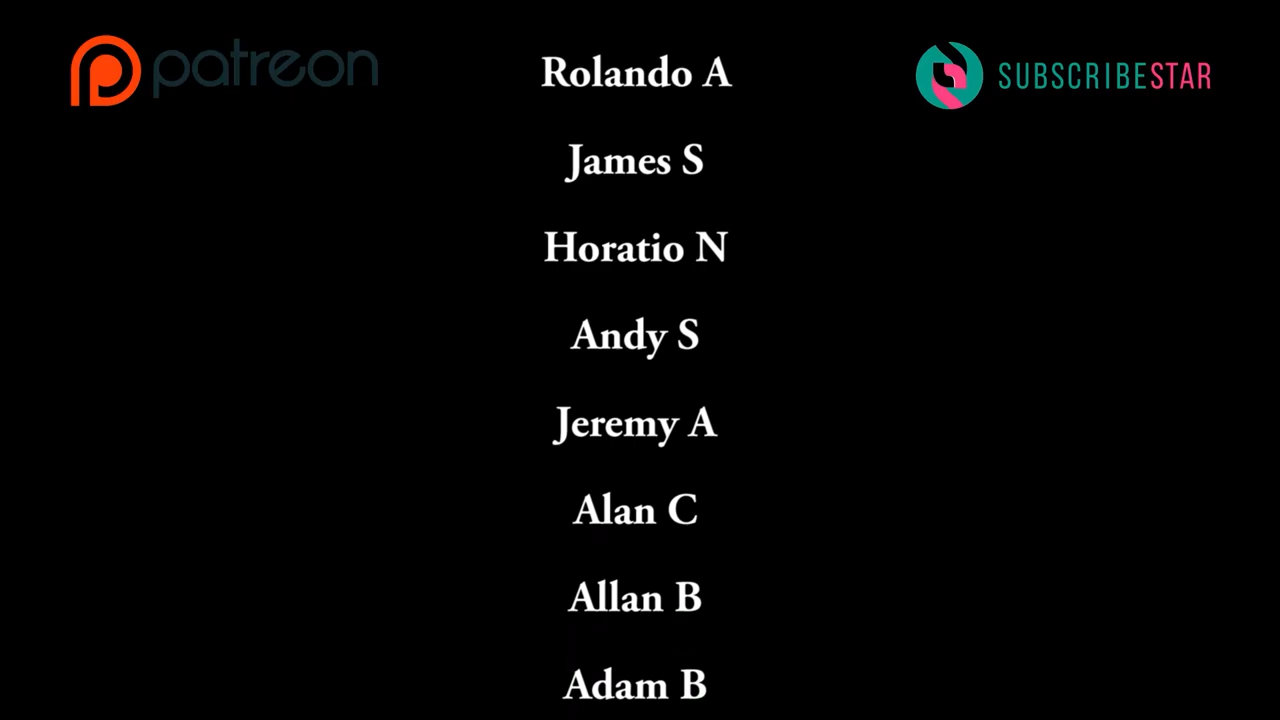 patreon
Rolando A
SUBSCRIBESTAR
James S
Horatio N
Andy S
Jeremy A
Alan C
Allan B
Adam B